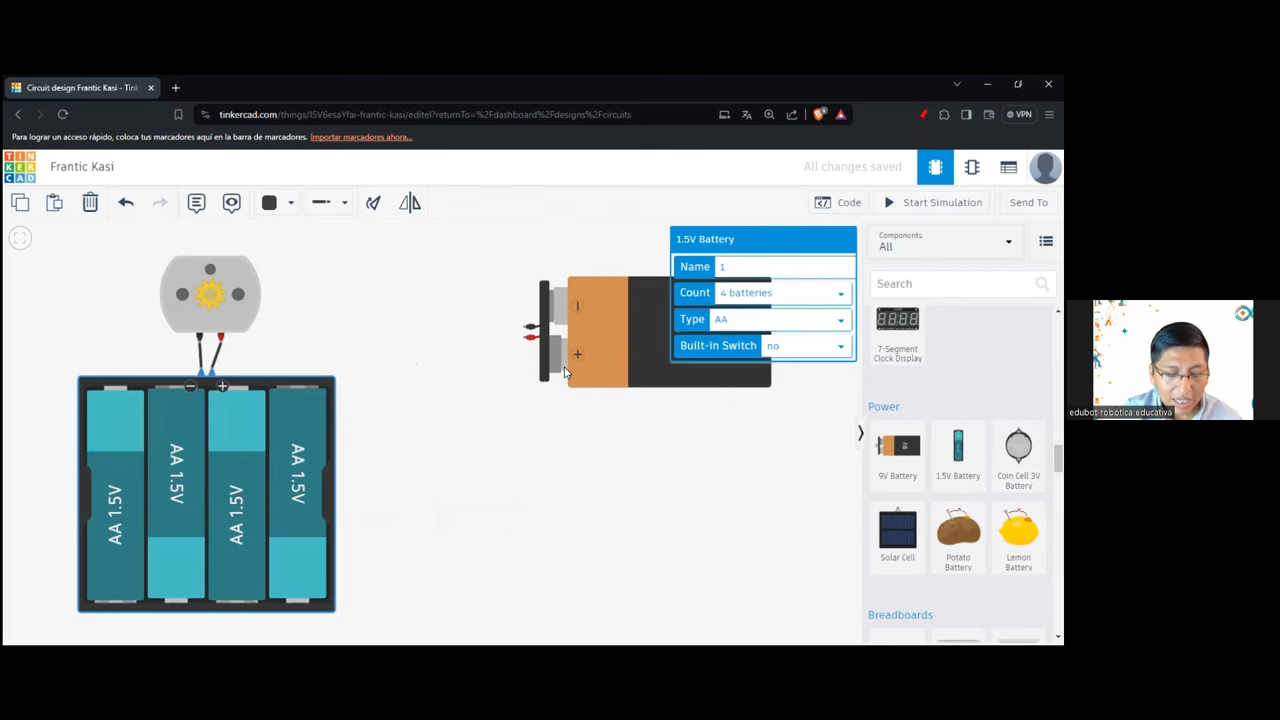 Circuit design Frantic Kasi - Tink
tinkercad.com/things/I5V6esaYfai-frantic-kasi/editel?returnTo=%2Fdashboard%2Fdesigns%2Fcircuits
VPN
Para lograr un acceso rápido, coloca tus marcadores aquí en la barra de marcadores. Importar marcadores ahora...
TIN
KER
CAD
Frantic Kasi
All changes saved
Code
Start Simulation
Send To
1.5V Battery
Name 1
Count 4 batteries
Type AA
Built-in Switch no
Components
All
Search
7-Segment
Clock Display
Power
9V Battery
1.5V Battery
Coin Cell 3V
Battery
Solar Cell
Potato
Battery
Lemon
Battery
Breadboards
AA 1.5V
AA 1.5V
AA 1.5V
AA 1.5V
edubot robotica educativa